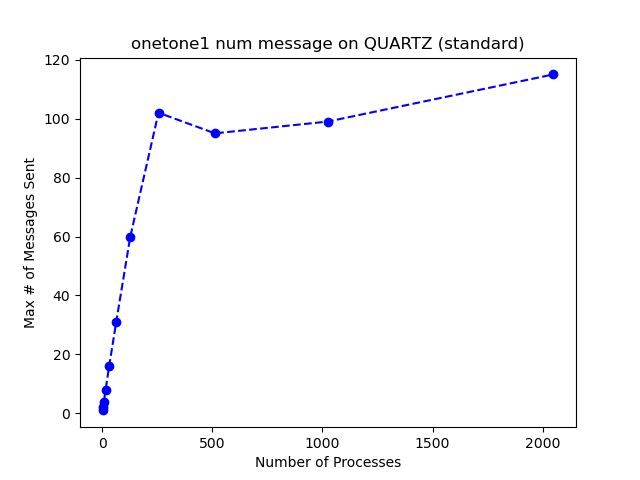 onetone1 num message on QUARTZ (standard)
120
100
80
60
40
20
0
Max # of Messages Sent
0 500 1000 1500 2000
Number of Processes